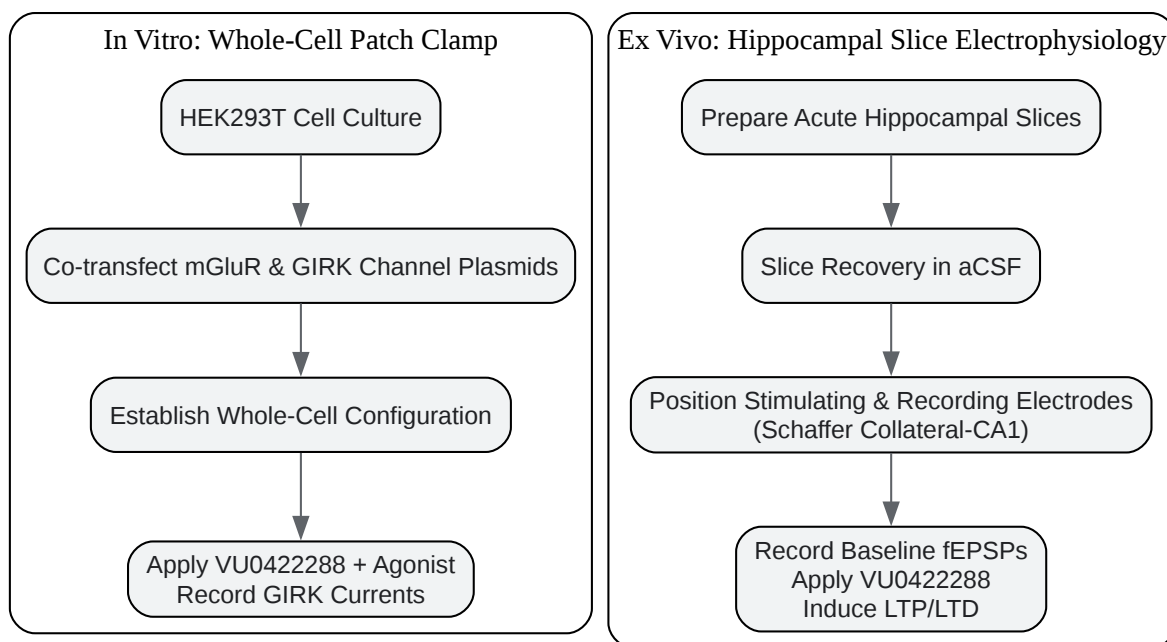 In Vitro: Whole-Cell Patch Clamp
HEK293T Cell Culture
Co-transfect mGluR & GIRK Channel Plasmids
Establish Whole-Cell Configuration
Apply VU0422288 + Agonist
Record GIRK Currents
Ex Vivo: Hippocampal Slice Electrophysiology
Prepare Acute Hippocampal Slices
Slice Recovery in aCSF
Position Stimulating & Recording Electrodes
(Schaffer Collateral-CA1)
Record Baseline fEPSPs
Apply VU0422288
Induce LTP/LTD